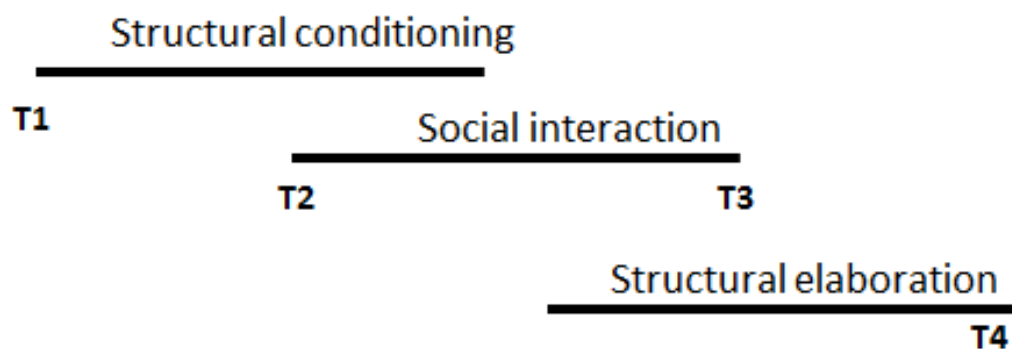 Structural conditioning
T1
Social interaction
T2 T3
Structural elaboration
T4